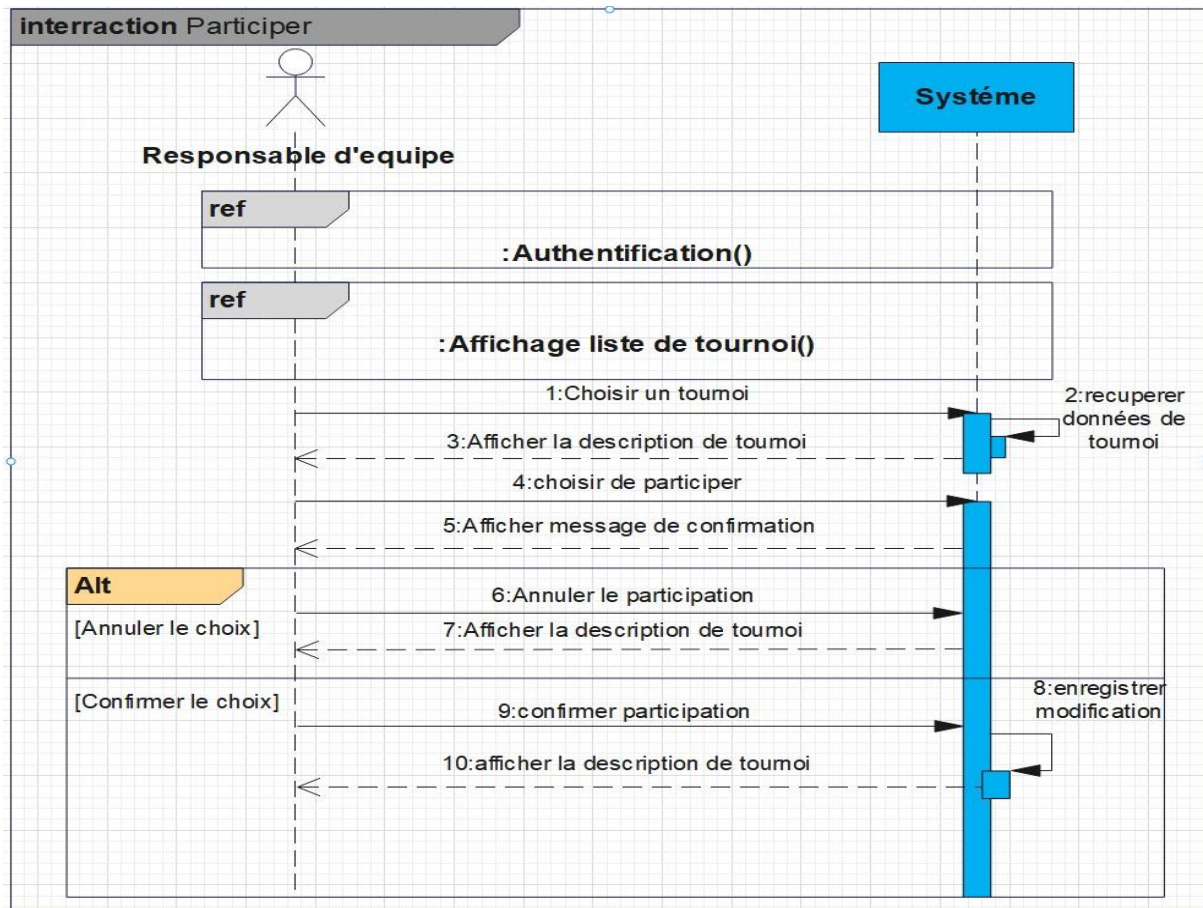 interraction Participer
Systéme
Responsable d'equipe
ref
:Authentification()
ref
:Affichage liste de tournoi()
1:Choisir un tournoi
2:recuperer
données de
tournoi
3:Afficher la description de tournoi
4:choisir de participer
5:Afficher message de confirmation
Alt
6:Annuler le participation
[Annuler le choix]
7:Afficher la description de tournoi
[Confirmer le choix]
8:enregistrer
modification
9:confirmer participation
10:afficher la description de tournoi